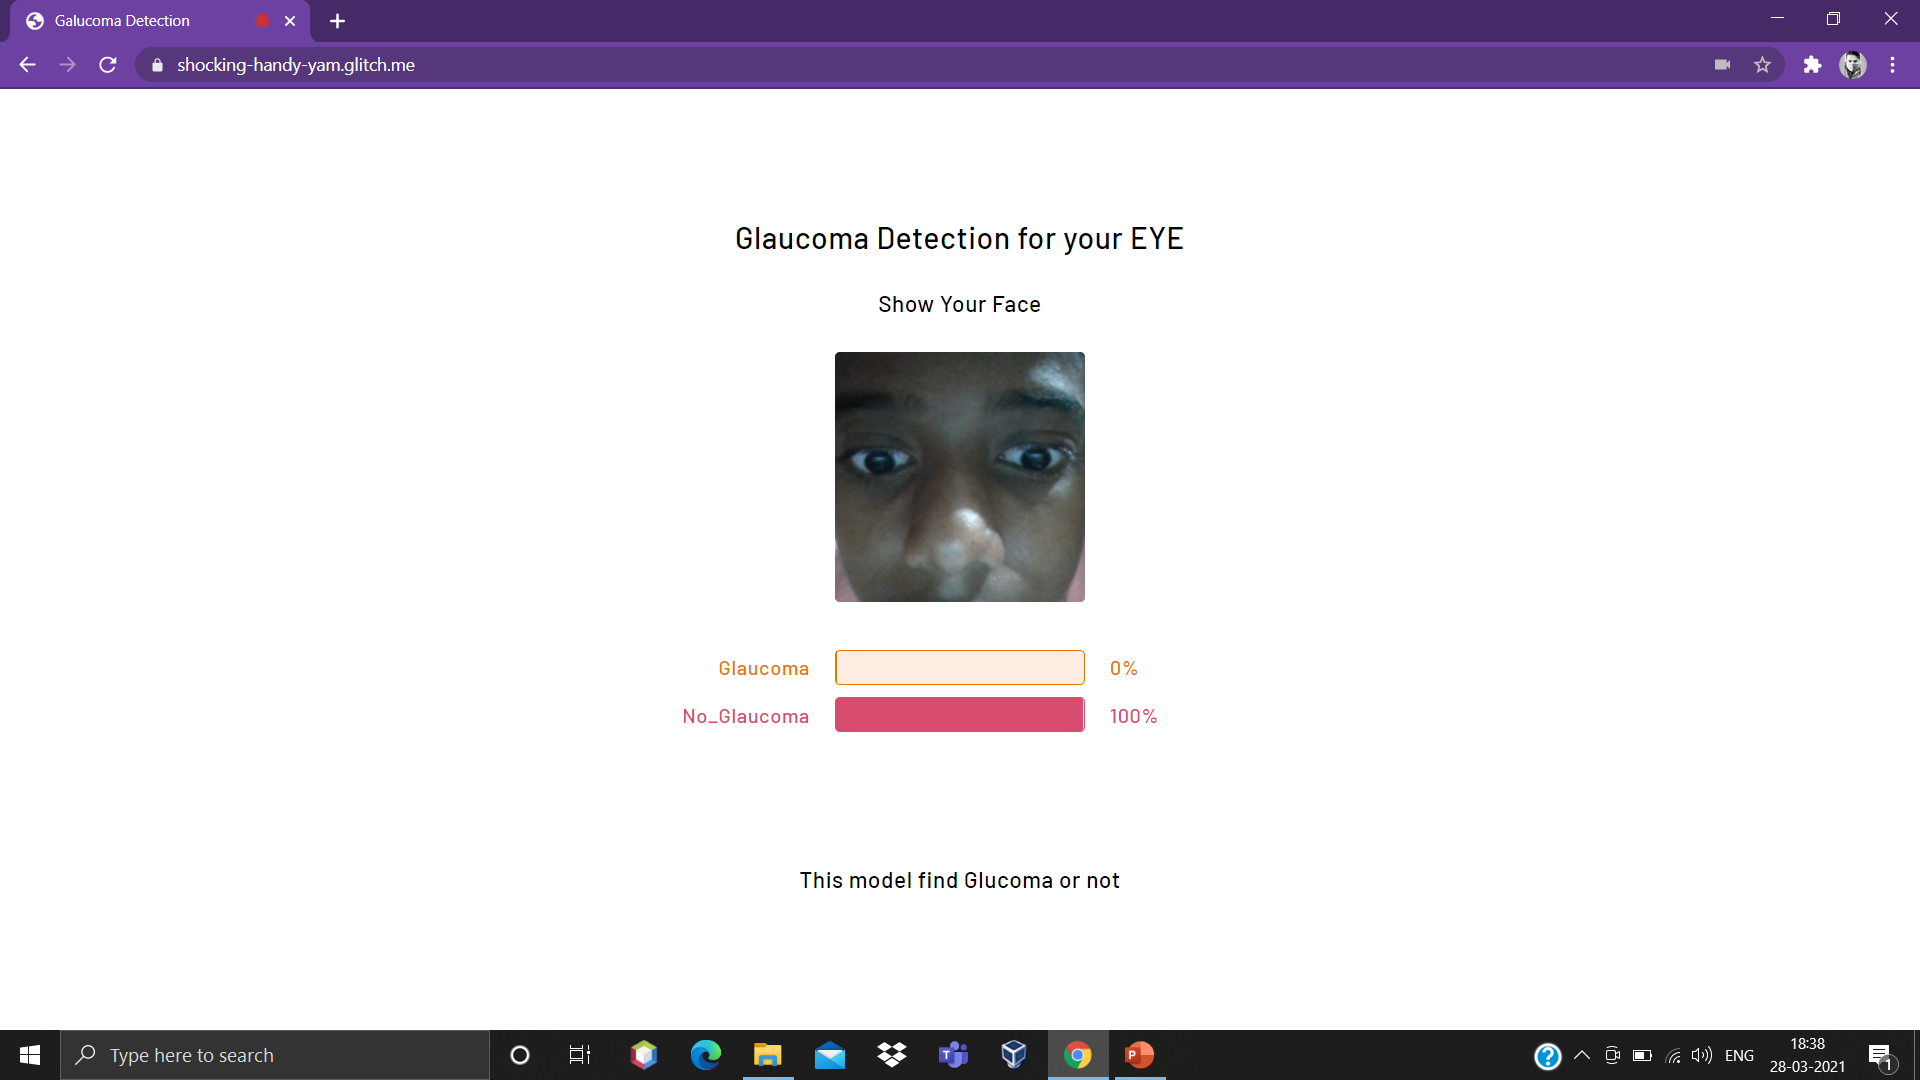 Galucoma Detection
shocking-handy-yam.glitch.me
Glaucoma Detection for your EYE
Show Your Face
Glaucoma 0%
No_Glaucoma 100%
This model find Glucoma or not
Type here to search
T
P
?
ENG
18:38
28-03-2021
1